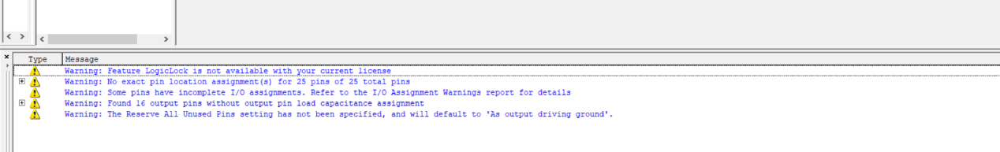 Type Message
Warning: Feature LogicLock is not available with your current license
Warning: No exact pin location assignment(s) for 25 pins of 25 total pins
Warning: Some pins have incomplete I/O assignments. Refer to the I/O Assignment Warnings report for details
Warning: Found 16 output pins without output pin load capacitance assignment
Warning: The Reserve All Unused Pins setting has not been specified, and will default to 'As output driving ground'.